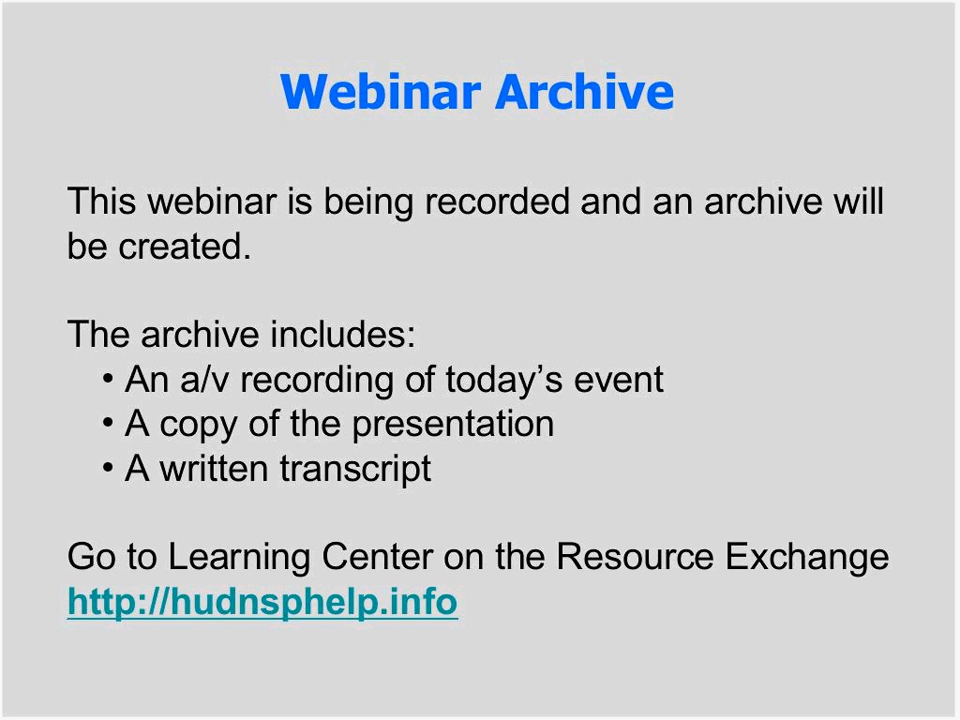 Webinar Archive
This webinar is being recorded and an archive will
be created.
The archive includes:
• An a/v recording of today’s event
• A copy of the presentation
• A written transcript
Go to Learning Center on the Resource Exchange
http://hudnsphelp.info